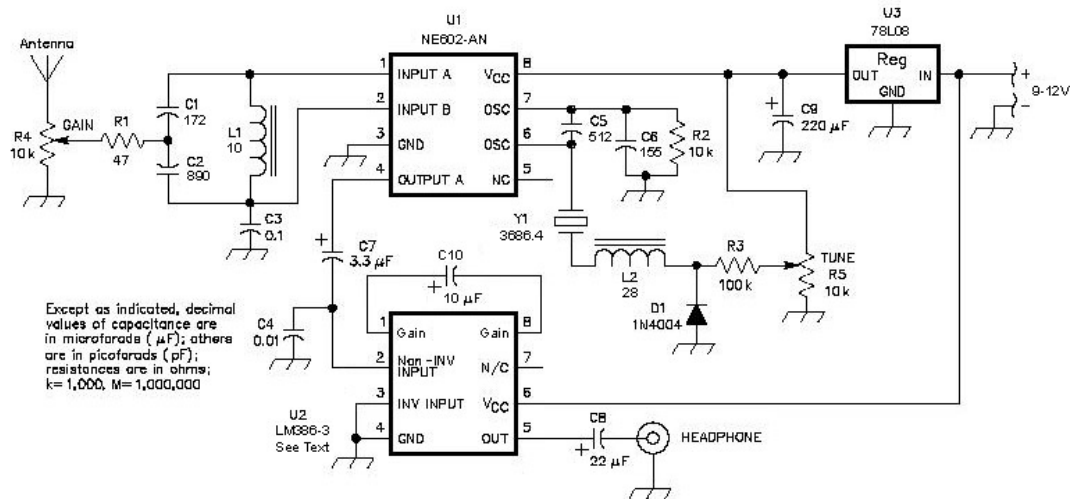 Antenna
R4
10k
GAIN
R1
47
C1
172
C2
890
L1
10
C3
0.1
U1
NE602-AN
1 INPUT A
2 INPUT B
3 GND
4 OUTPUT A
VCC 8
OSC 7
OSC 6
NC 5
C5
512
C6
155
R2
10k
C9
220 µF
U3
78L08
Reg
OUT IN
GND
+
9-12V
–
Y1
3686.4
L2
28
R3
100k
D1
1N4004
TUNE
R5
10k
C7
3.3 µF
C10
10 µF
C4
0.01
1 Gain
2 Non-INV
INPUT
3 INV INPUT
4 GND
Gain 8
N/C 7
VCC 6
OUT 5
U2
LM386-3
See Text
C8
22 µF
HEADPHONE
Except as indicated, decimal
values of capacitance are
in microfarads ( µF); others
are in picofarads ( pF);
resistances are in ohms;
k=1,000, M=1,000,000